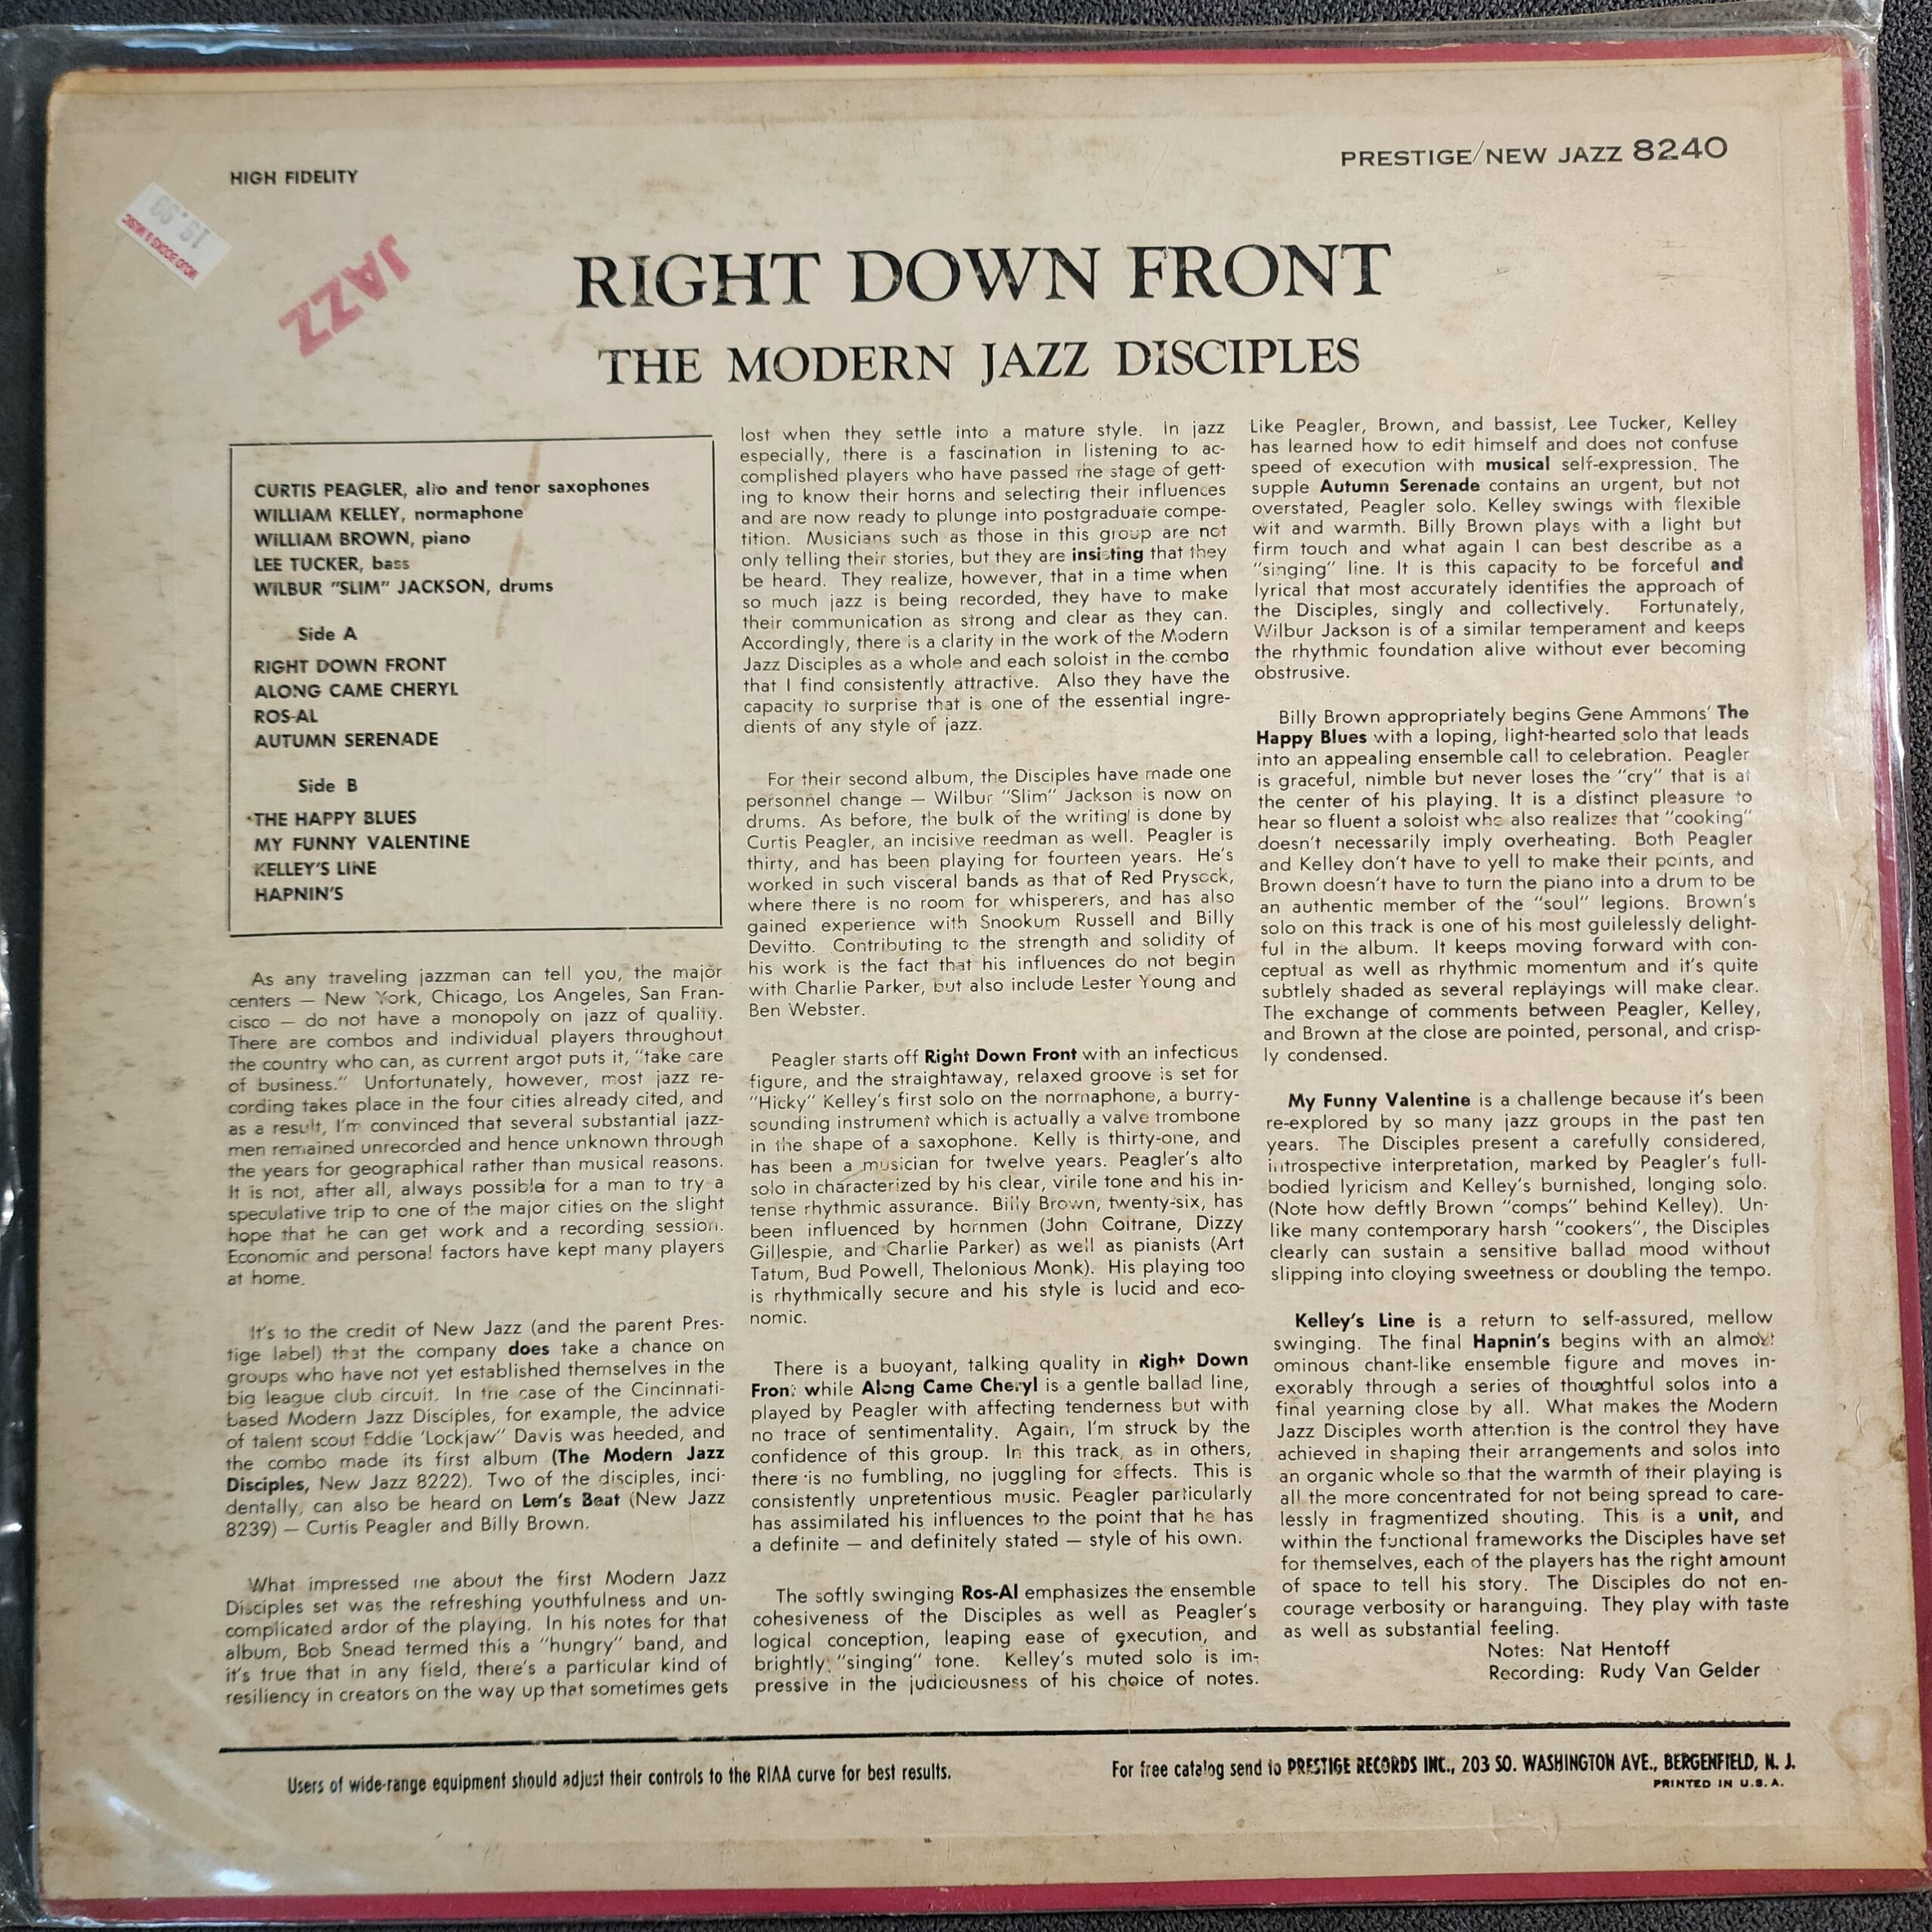 HIGH FIDELITY
PRESTIGE/NEW JAZZ 8240
19.99
MOJO BOOKS & MUSIC
JAZZ
RIGHT DOWN FRONT
THE MODERN JAZZ DISCIPLES
CURTIS PEAGLER, alto and tenor saxophones
WILLIAM KELLEY, normaphone
WILLIAM BROWN, piano
LEE TUCKER, bass
WILBUR "SLIM" JACKSON, drums
Side A
RIGHT DOWN FRONT
ALONG CAME CHERYL
ROS-AL
AUTUMN SERENADE
Side B
THE HAPPY BLUES
MY FUNNY VALENTINE
KELLEY'S LINE
HAPNIN'S
As any traveling jazzman can tell you, the major
centers — New York, Chicago, Los Angeles, San Fran-
cisco — do not have a monopoly on jazz of quality.
There are combos and individual players throughout
the country who can, as current argot puts it, "take care
of business." Unfortunately, however, most jazz re-
cording takes place in the four cities already cited, and
as a result, I'm convinced that several substantial jazz-
men remained unrecorded and hence unknown through
the years for geographical rather than musical reasons.
It is not, after all, always possible for a man to try a
speculative trip to one of the major cities on the slight
hope that he can get work and a recording session.
Economic and personal factors have kept many players
at home.
It's to the credit of New Jazz (and the parent Pres-
tige label) that the company does take a chance on
groups who have not yet established themselves in the
big league club circuit. In the case of the Cincinnati-
based Modern Jazz Disciples, for example, the advice
of talent scout Eddie 'Lockjaw" Davis was heeded, and
the combo made its first album (The Modern Jazz
Disciples, New Jazz 8222). Two of the disciples, inci-
dentally, can also be heard on Lem's Beat (New Jazz
8239) — Curtis Peagler and Billy Brown.
What impressed me about the first Modern Jazz
Disciples set was the refreshing youthfulness and un-
complicated ardor of the playing. In his notes for that
album, Bob Snead termed this a "hungry" band, and
it's true that in any field, there's a particular kind of
resiliency in creators on the way up that sometimes gets
lost when they settle into a mature style. In jazz
especially, there is a fascination in listening to ac-
complished players who have passed the stage of gett-
ing to know their horns and selecting their influences
and are now ready to plunge into postgraduate compe-
tition. Musicians such as those in this group are not
only telling their stories, but they are insisting that they
be heard. They realize, however, that in a time when
so much jazz is being recorded, they have to make
their communication as strong and clear as they can.
Accordingly, there is a clarity in the work of the Modern
Jazz Disciples as a whole and each soloist in the combo
that I find consistently attractive. Also they have the
capacity to surprise that is one of the essential ingre-
dients of any style of jazz.
For their second album, the Disciples have made one
personnel change — Wilbur "Slim" Jackson is now on
drums. As before, the bulk of the writing is done by
Curtis Peagler, an incisive reedman as well. Peagler is
thirty, and has been playing for fourteen years. He's
worked in such visceral bands as that of Red Prysock,
where there is no room for whisperers, and has also
gained experience with Snookum Russell and Billy
Devitto. Contributing to the strength and solidity of
his work is the fact that his influences do not begin
with Charlie Parker, but also include Lester Young and
Ben Webster.
Peagler starts off Right Down Front with an infectious
figure, and the straightaway, relaxed groove is set for
"Hicky" Kelley's first solo on the normaphone, a burry-
sounding instrument which is actually a valve trombone
in the shape of a saxophone. Kelly is thirty-one, and
has been a musician for twelve years. Peagler's alto
solo in characterized by his clear, virile tone and his in-
tense rhythmic assurance. Billy Brown, twenty-six, has
been influenced by hornmen (John Coltrane, Dizzy
Gillespie, and Charlie Parker) as well as pianists (Art
Tatum, Bud Powell, Thelonious Monk). His playing too
is rhythmically secure and his style is lucid and eco-
nomic.
There is a buoyant, talking quality in Right Down
Front while Along Came Cheryl is a gentle ballad line,
played by Peagler with affecting tenderness but with
no trace of sentimentality. Again, I'm struck by the
confidence of this group. In this track, as in others,
there is no fumbling, no juggling for effects. This is
consistently unpretentious music. Peagler particularly
has assimilated his influences to the point that he has
a definite — and definitely stated — style of his own.
The softly swinging Ros-Al emphasizes the ensemble
cohesiveness of the Disciples as well as Peagler's
logical conception, leaping ease of execution, and
brightly "singing" tone. Kelley's muted solo is im-
pressive in the judiciousness of his choice of notes.
Like Peagler, Brown, and bassist, Lee Tucker, Kelley
has learned how to edit himself and does not confuse
speed of execution with musical self-expression. The
supple Autumn Serenade contains an urgent, but not
overstated, Peagler solo. Kelley swings with flexible
wit and warmth. Billy Brown plays with a light but
firm touch and what again I can best describe as a
"singing" line. It is this capacity to be forceful and
lyrical that most accurately identifies the approach of
the Disciples, singly and collectively. Fortunately,
Wilbur Jackson is of a similar temperament and keeps
the rhythmic foundation alive without ever becoming
obstrusive.
Billy Brown appropriately begins Gene Ammons' The
Happy Blues with a loping, light-hearted solo that leads
into an appealing ensemble call to celebration. Peagler
is graceful, nimble but never loses the "cry" that is at
the center of his playing. It is a distinct pleasure to
hear so fluent a soloist who also realizes that "cooking"
doesn't necessarily imply overheating. Both Peagler
and Kelley don't have to yell to make their points, and
Brown doesn't have to turn the piano into a drum to be
an authentic member of the "soul" legions. Brown's
solo on this track is one of his most guilelessly delight-
ful in the album. It keeps moving forward with con-
ceptual as well as rhythmic momentum and it's quite
subtlely shaded as several replayings will make clear.
The exchange of comments between Peagler, Kelley,
and Brown at the close are pointed, personal, and crisp-
ly condensed.
My Funny Valentine is a challenge because it's been
re-explored by so many jazz groups in the past ten
years. The Disciples present a carefully considered,
introspective interpretation, marked by Peagler's full-
bodied lyricism and Kelley's burnished, longing solo.
(Note how deftly Brown "comps" behind Kelley). Un-
like many contemporary harsh "cookers", the Disciples
clearly can sustain a sensitive ballad mood without
slipping into cloying sweetness or doubling the tempo.
Kelley's Line is a return to self-assured, mellow
swinging. The final Hapnin's begins with an almost
ominous chant-like ensemble figure and moves in-
exorably through a series of thoughtful solos into a
final yearning close by all. What makes the Modern
Jazz Disciples worth attention is the control they have
achieved in shaping their arrangements and solos into
an organic whole so that the warmth of their playing is
all the more concentrated for not being spread to care-
lessly in fragmentized shouting. This is a unit, and
within the functional frameworks the Disciples have set
for themselves, each of the players has the right amount
of space to tell his story. The Disciples do not en-
courage verbosity or haranguing. They play with taste
as well as substantial feeling.
Notes: Nat Hentoff
Recording: Rudy Van Gelder
Users of wide-range equipment should adjust their controls to the RIAA curve for best results.
For free catalog send to PRESTIGE RECORDS INC., 203 SO. WASHINGTON AVE., BERGENFIELD, N. J.
PRINTED IN U.S.A.